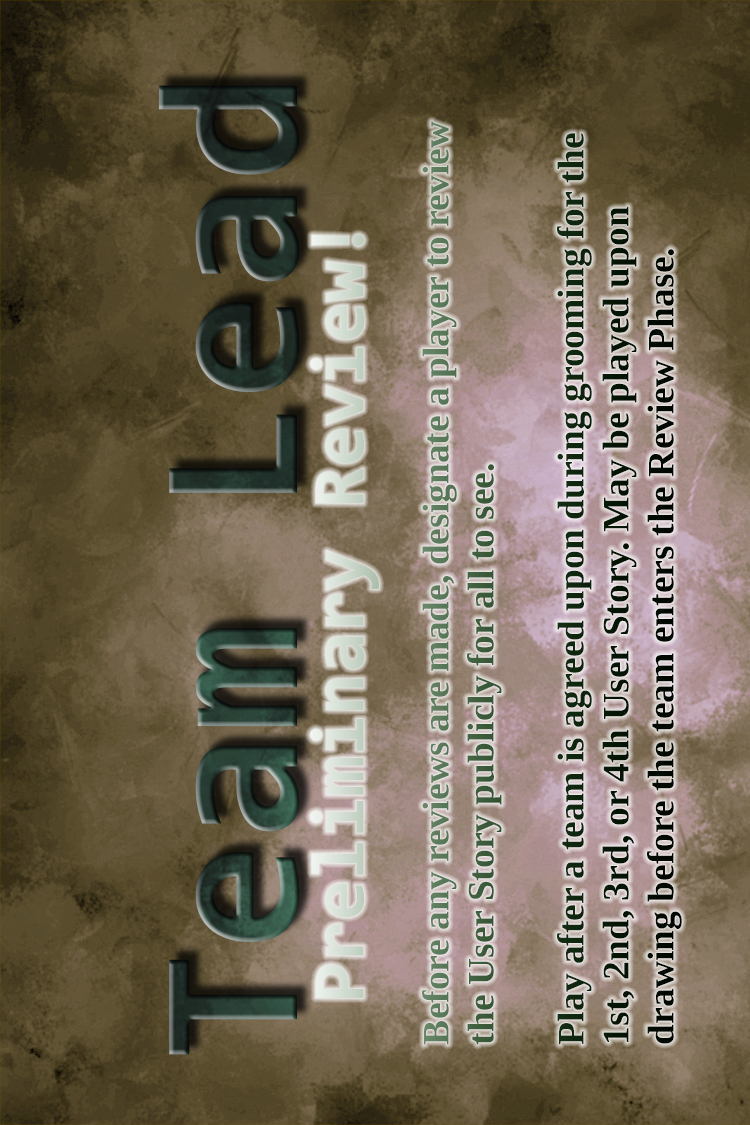 Team Lead
Preliminary Review!
Before any reviews are made, designate a player to review
the User Story publicly for all to see.
Play after a team is agreed upon during grooming for the
1st, 2nd, 3rd, or 4th User Story. May be played upon
drawing before the team enters the Review Phase.